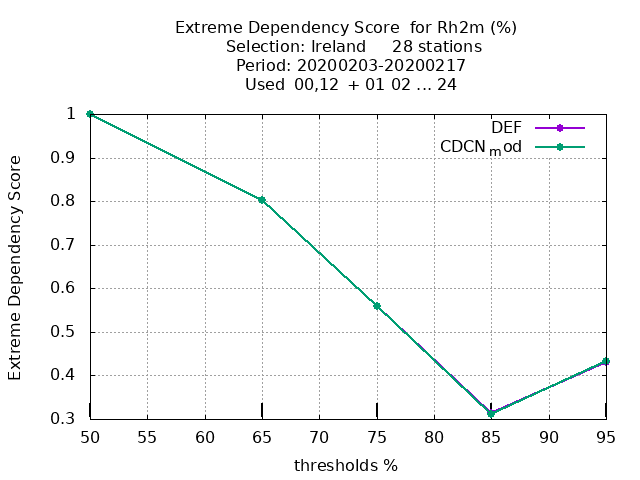 Extreme Dependency Score  for Rh2m (%)
Selection: Ireland     28 stations
Period: 20200203-20200217
Used  00,12  + 01 02 ... 24
DEF
CDCN_mod
Extreme Dependency Score
1
0.9
0.8
0.7
0.6
0.5
0.4
0.3
50 55 60 65 70 75 80 85 90 95
thresholds %